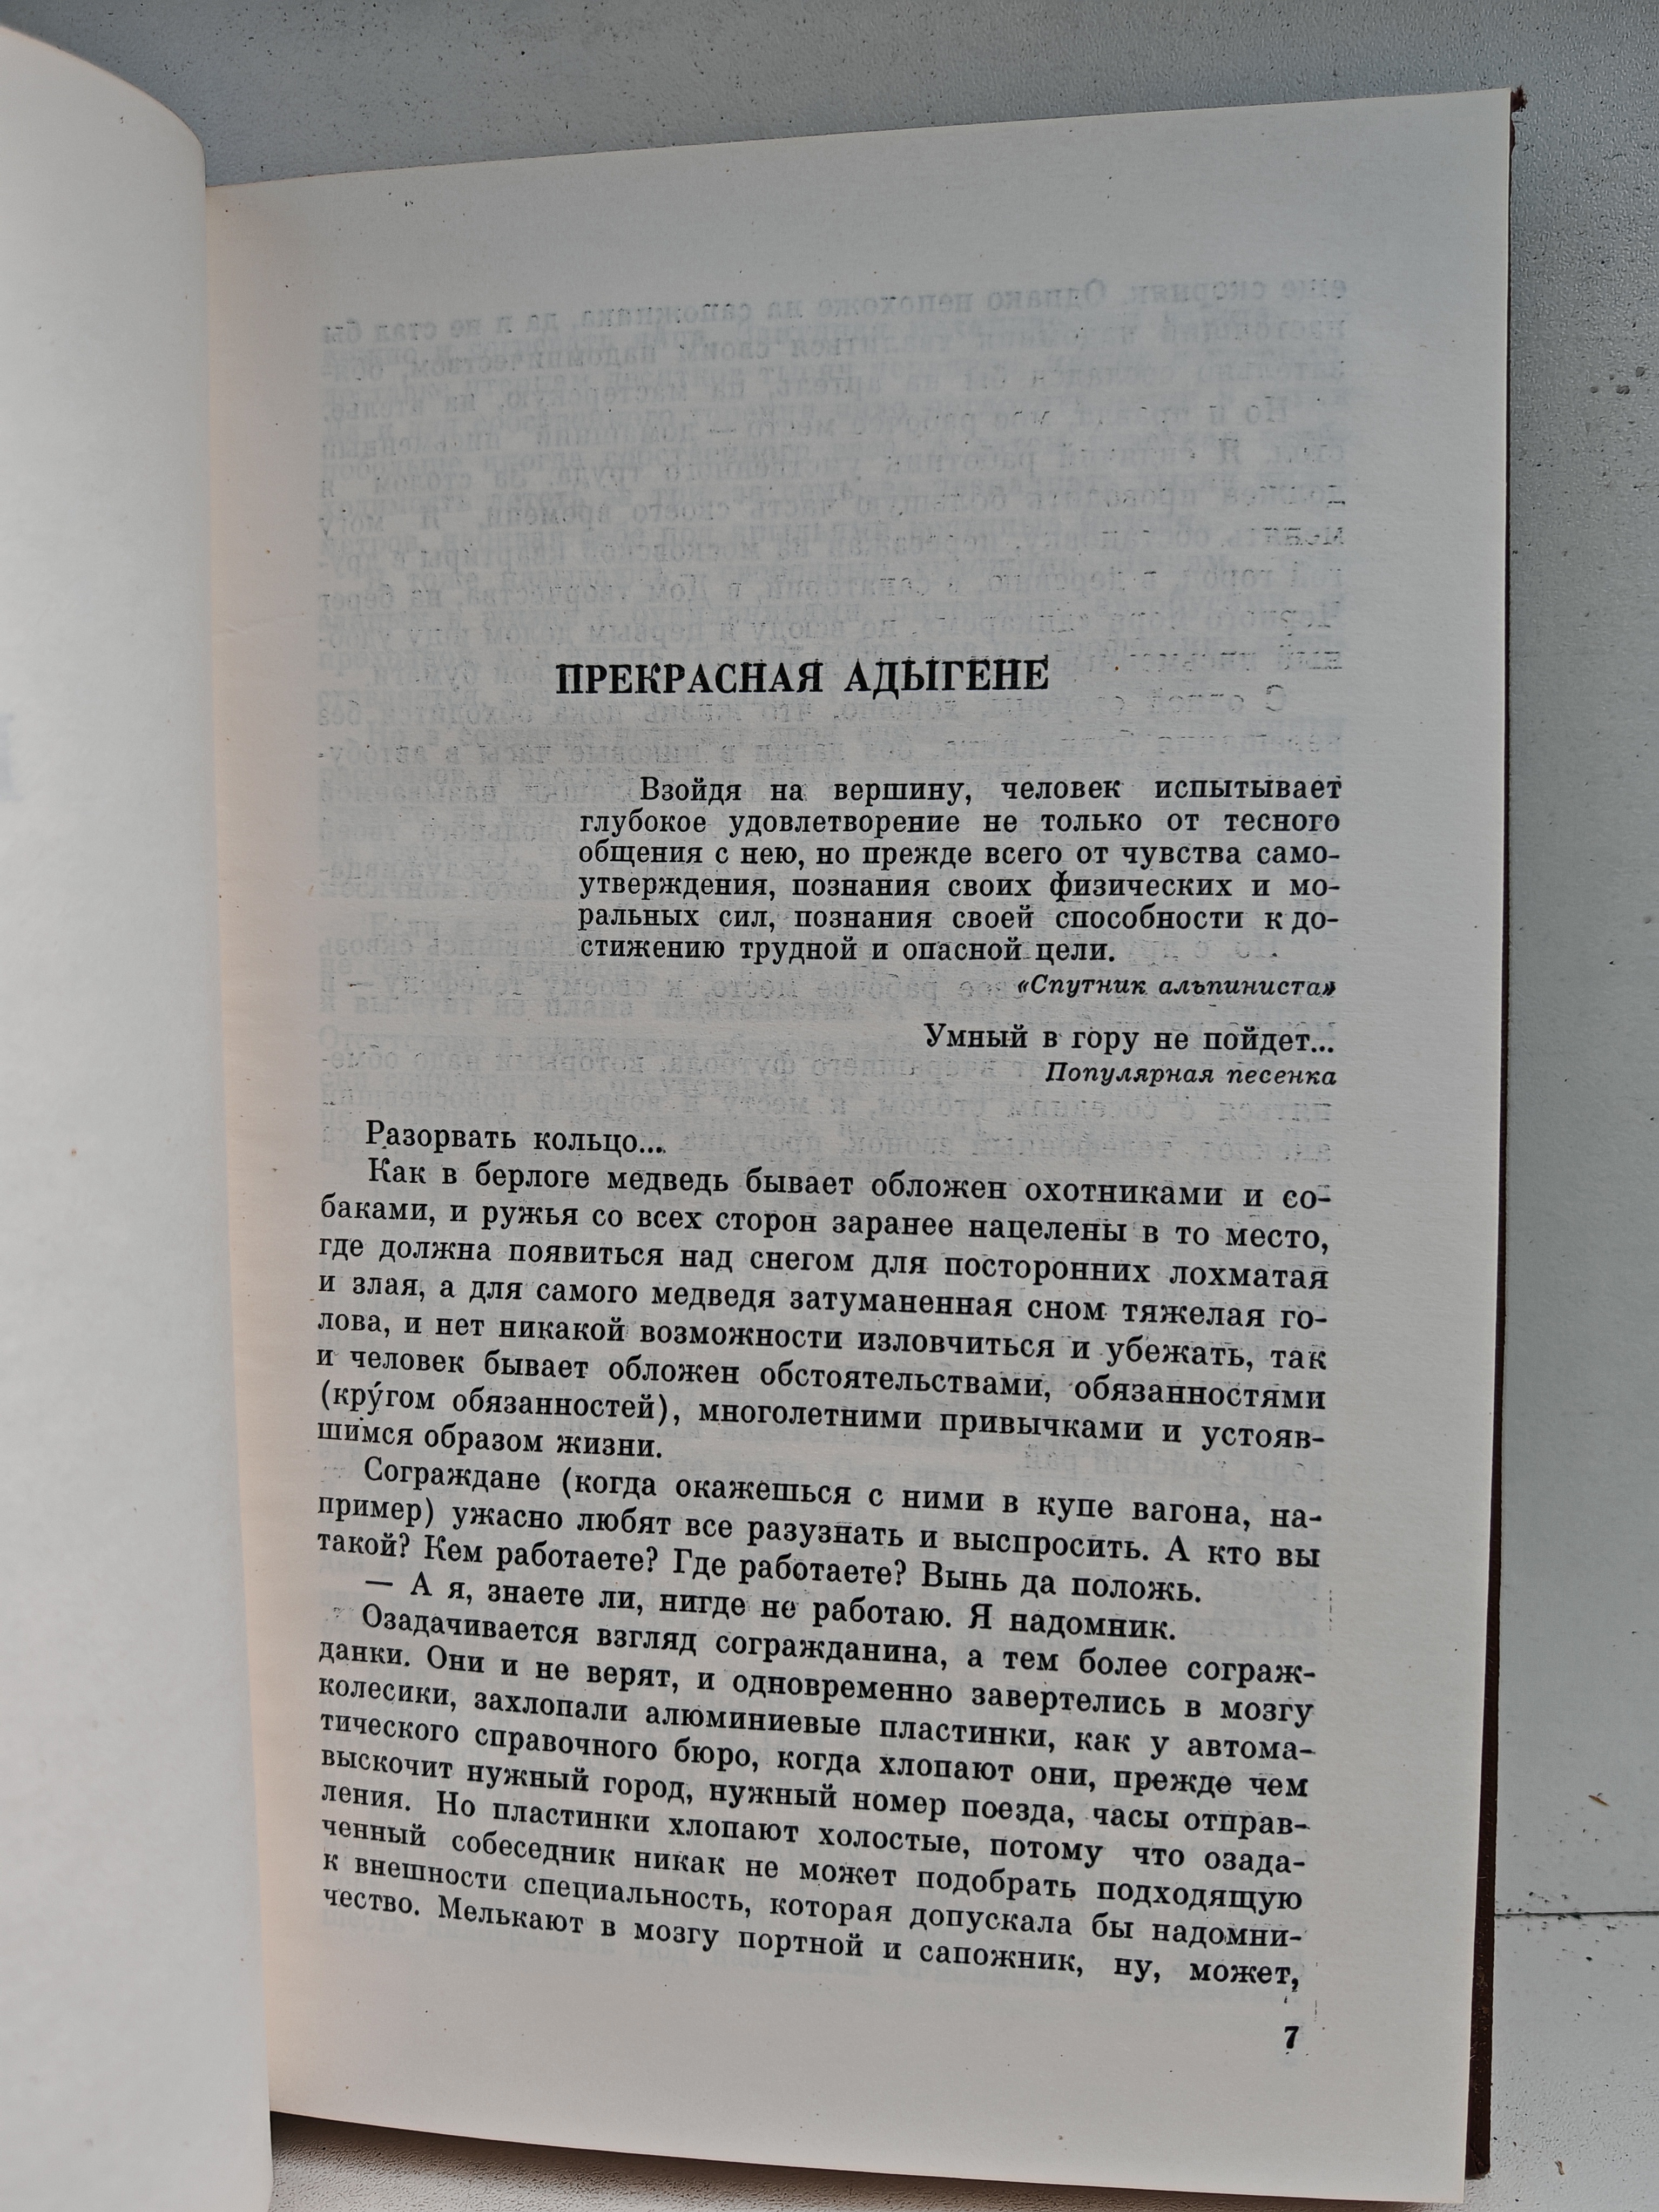 ПРЕКРАСНАЯ АДЫГЕНЕ
Взойдя на вершину, человек испытывает
глубокое удовлетворение не только от тесного
общения с нею, но прежде всего от чувства само-
утверждения, познания своих физических и мо-
ральных сил, познания своей способности к до-
стижению трудной и опасной цели.
«Спутник альпиниста»
Умный в гору не пойдет...
Популярная песенка
Разорвать кольцо...
Как в берлоге медведь бывает обложен охотниками и со-
баками, и ружья со всех сторон заранее нацелены в то место,
где должна появиться над снегом для посторонних лохматая
и злая, а для самого медведя затуманенная сном тяжелая го-
лова, и нет никакой возможности изловчиться и убежать, так
и человек бывает обложен обстоятельствами, обязанностями
(кру́гом обязанностей), многолетними привычками и устояв-
шимся образом жизни.
Сограждане (когда окажешься с ними в купе вагона, на-
пример) ужасно любят все разузнать и выспросить. А кто вы
такой? Кем работаете? Где работаете? Вынь да положь.
— А я, знаете ли, нигде не работаю. Я надомник.
Озадачивается взгляд согражданина, а тем более сограж-
данки. Они и не верят, и одновременно завертелись в мозгу
колесики, захлопали алюминиевые пластинки, как у автома-
тического справочного бюро, когда хлопают они, прежде чем
выскочит нужный город, нужный номер поезда, часы отправ-
ления. Но пластинки хлопают холостые, потому что озада-
ченный собеседник никак не может подобрать подходящую
к внешности специальность, которая допускала бы надомни-
чество. Мелькают в мозгу портной и сапожник, ну, может,
7